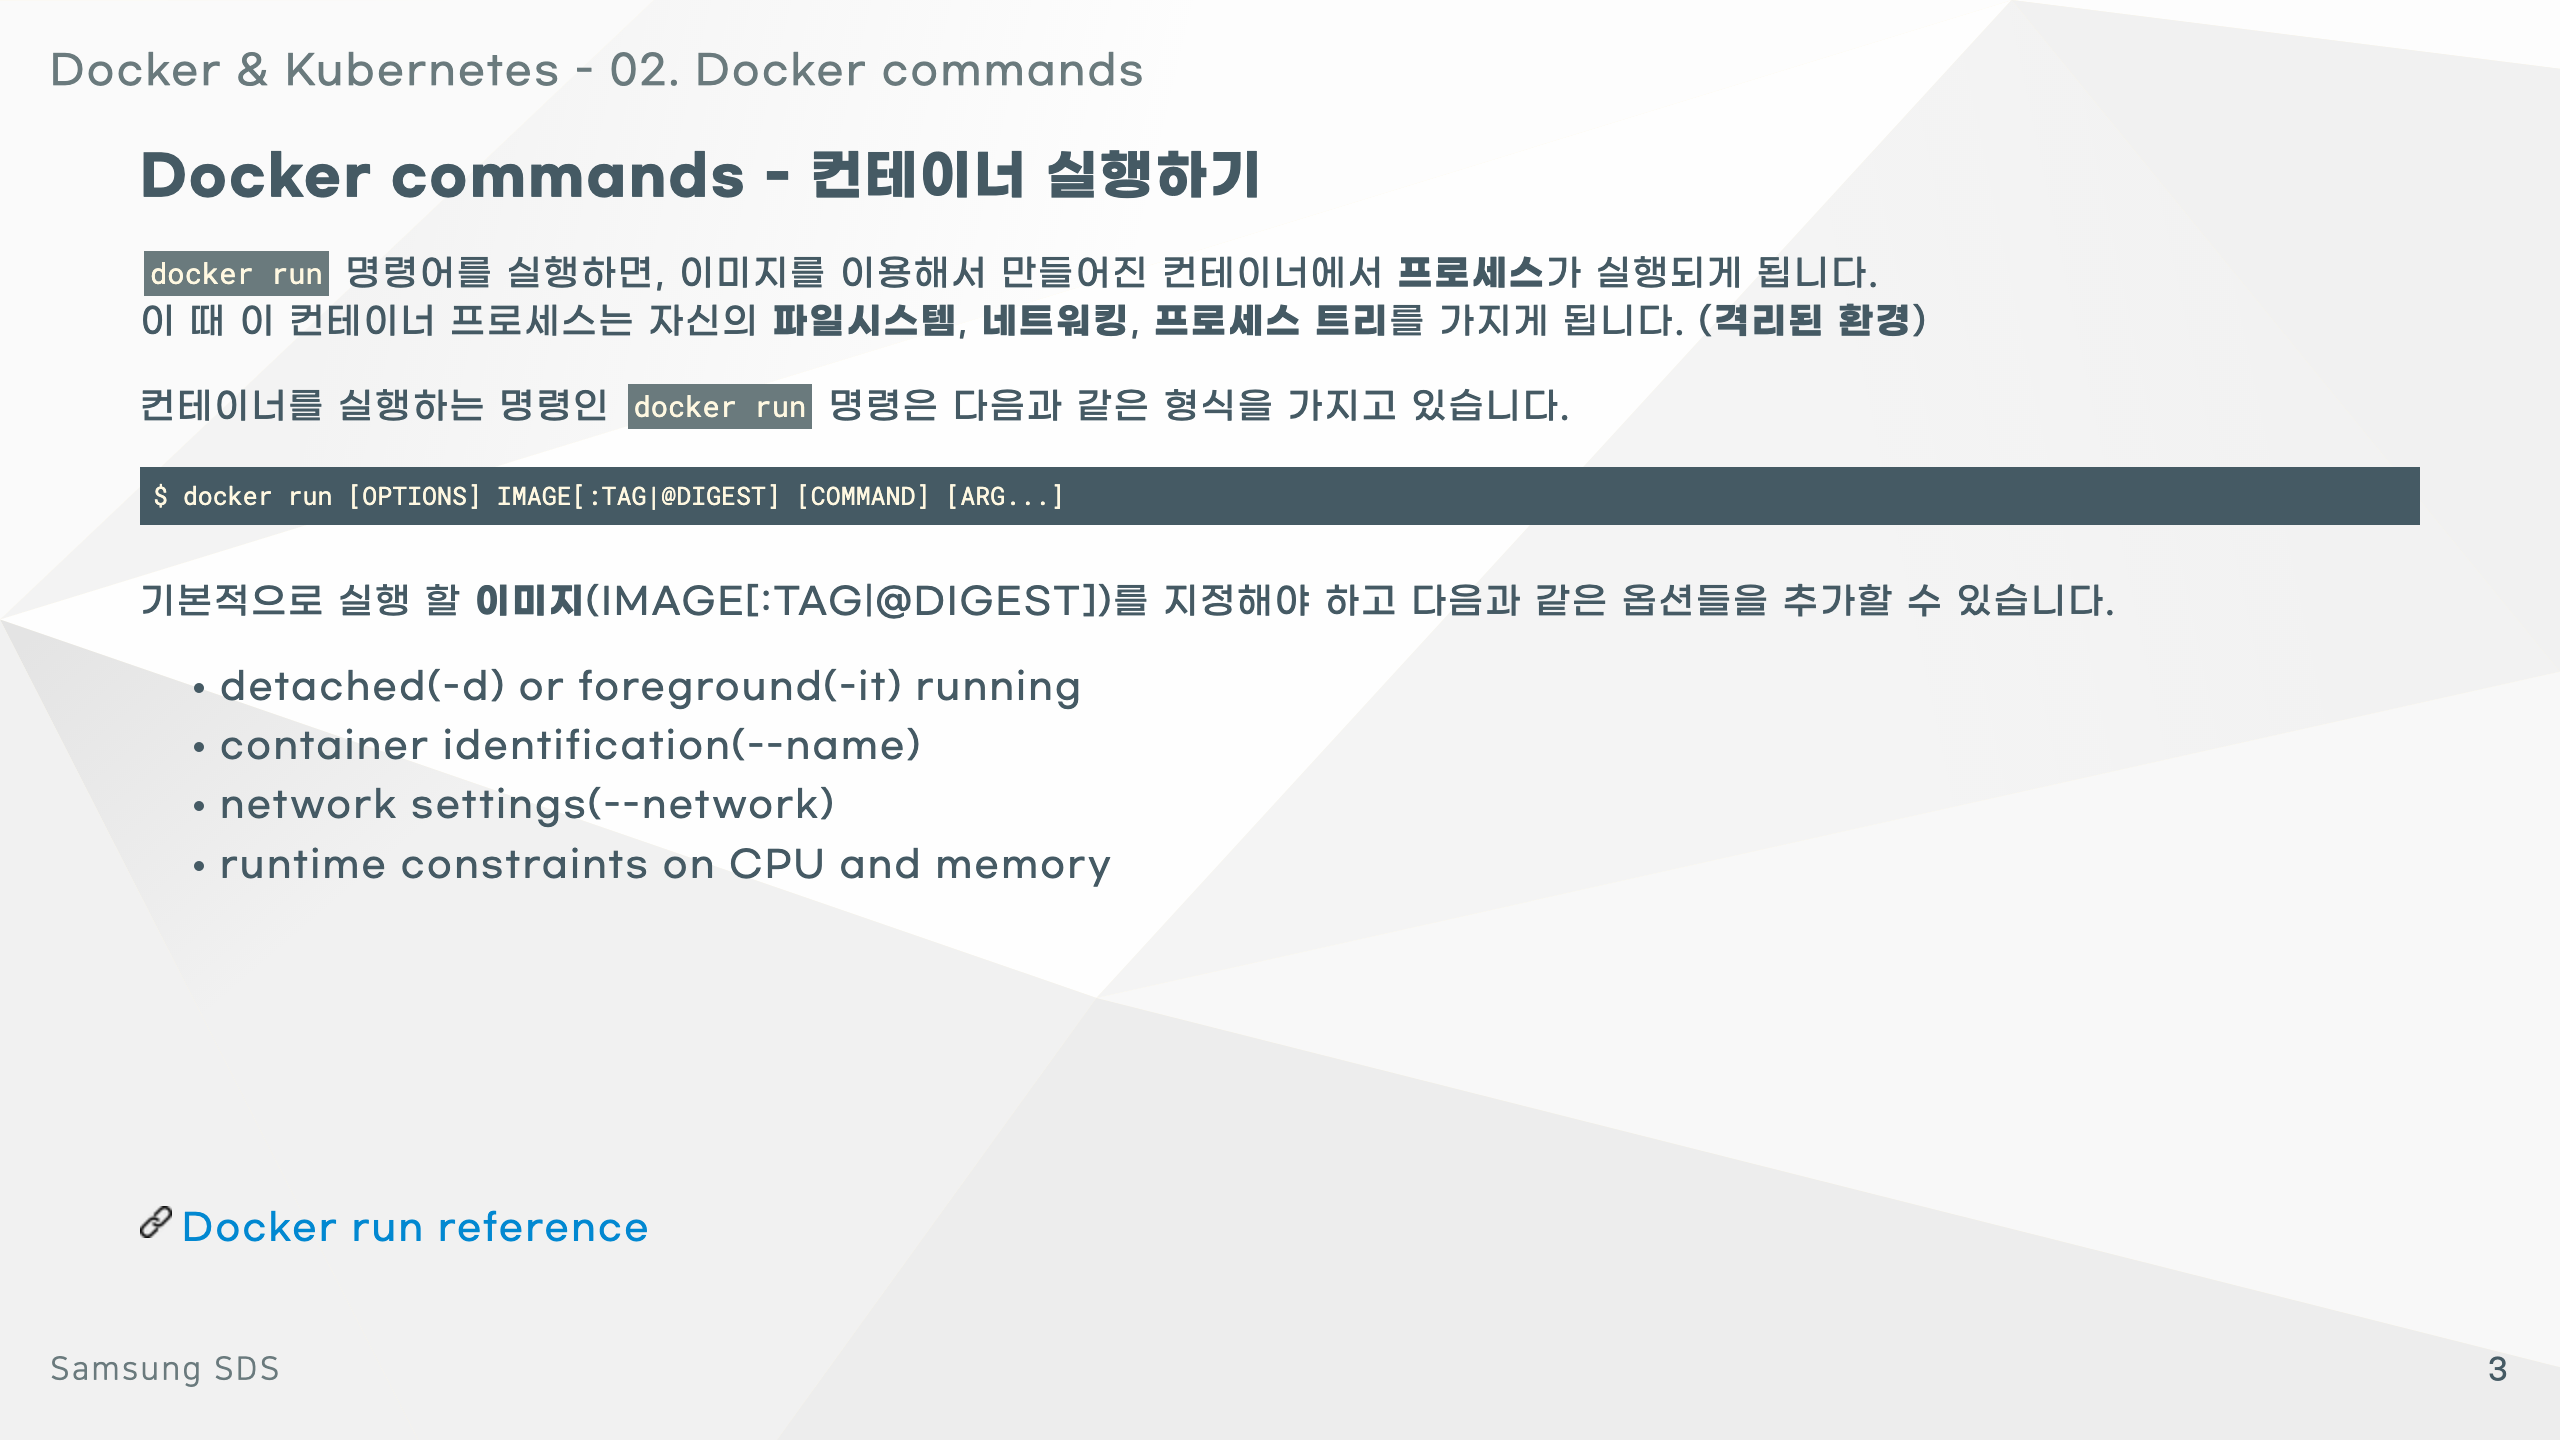 Docker & Kubernetes - 02. Docker commands
Docker commands - 컨테이너 실행하기
docker run 명령어를 실행하면, 이미지를 이용해서 만들어진 컨테이너에서 프로세스가 실행되게 됩니다.
이 때 이 컨테이너 프로세스는 자신의 파일시스템, 네트워킹, 프로세스 트리를 가지게 됩니다. (격리된 환경)
컨테이너를 실행하는 명령인 docker run 명령은 다음과 같은 형식을 가지고 있습니다.
$ docker run [OPTIONS] IMAGE[:TAG|@DIGEST] [COMMAND] [ARG...]
기본적으로 실행 할 이미지(IMAGE[:TAG|@DIGEST])를 지정해야 하고 다음과 같은 옵션들을 추가할 수 있습니다.
• detached(-d) or foreground(-it) running
• container identification(--name)
• network settings(--network)
• runtime constraints on CPU and memory
🔗 Docker run reference
Samsung SDS
3